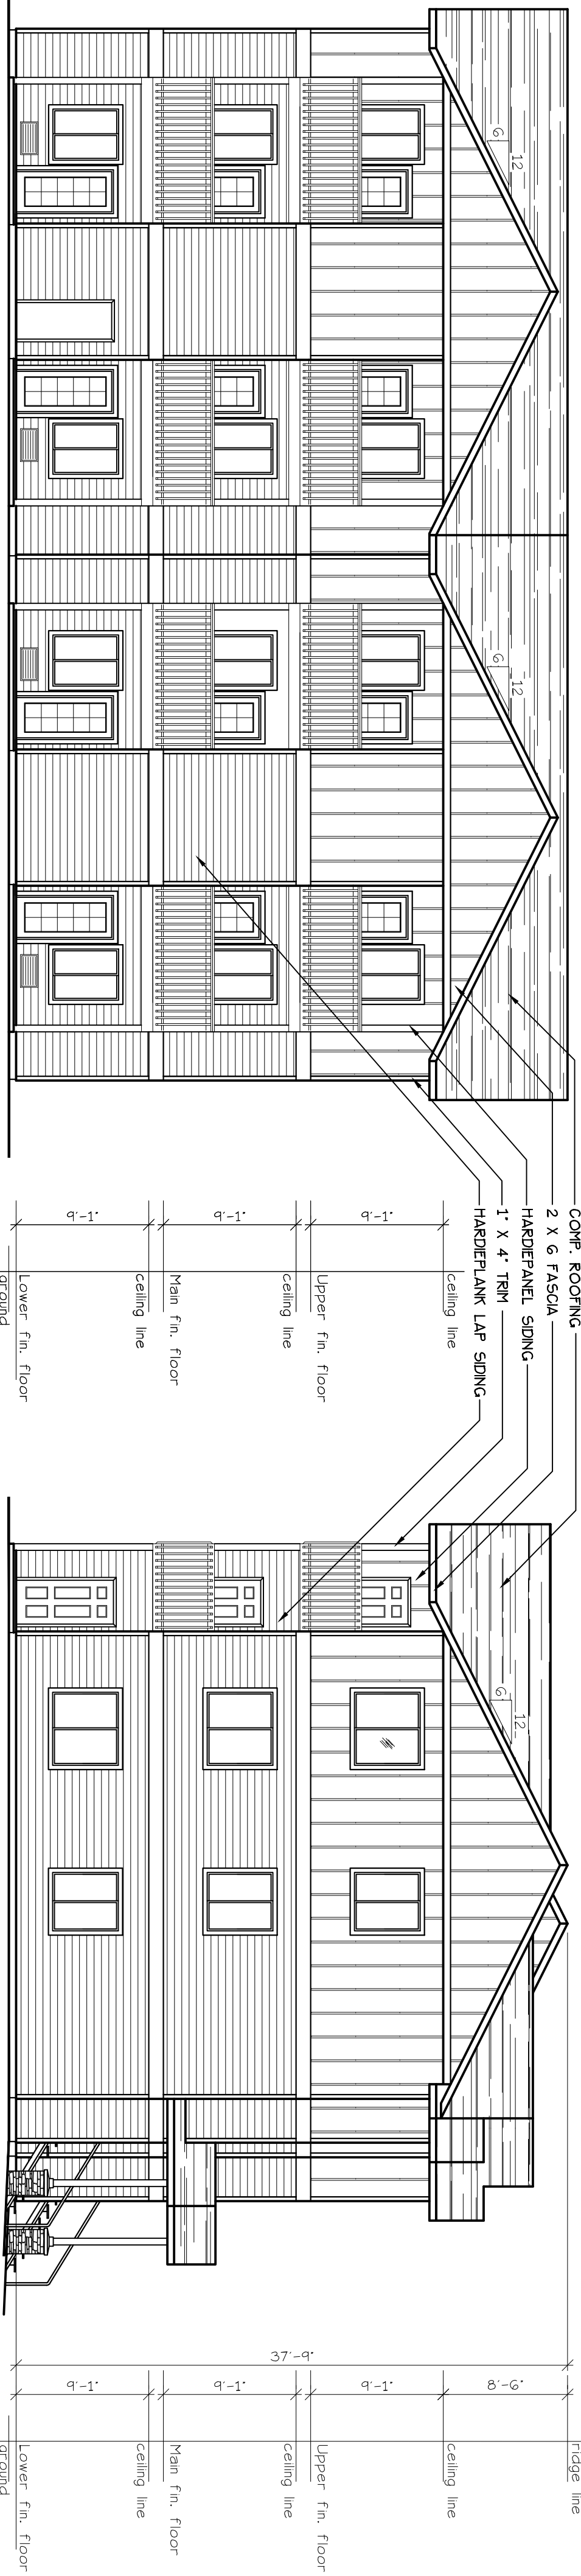 6
12
6
12
COMP. ROOFING
2 X 6 FASCIA
HARDIEPANEL SIDING
1" X 4" TRIM
HARDIEPLANK LAP SIDING
ceiling line
9'-1"
Upper fin. floor
ceiling line
9'-1"
Main fin. floor
ceiling line
9'-1"
Lower fin. floor
ground
12
6
ridge line
8'-6"
ceiling line
9'-1"
Upper fin. floor
37'-9"
ceiling line
9'-1"
Main fin. floor
ceiling line
9'-1"
Lower fin. floor
ground